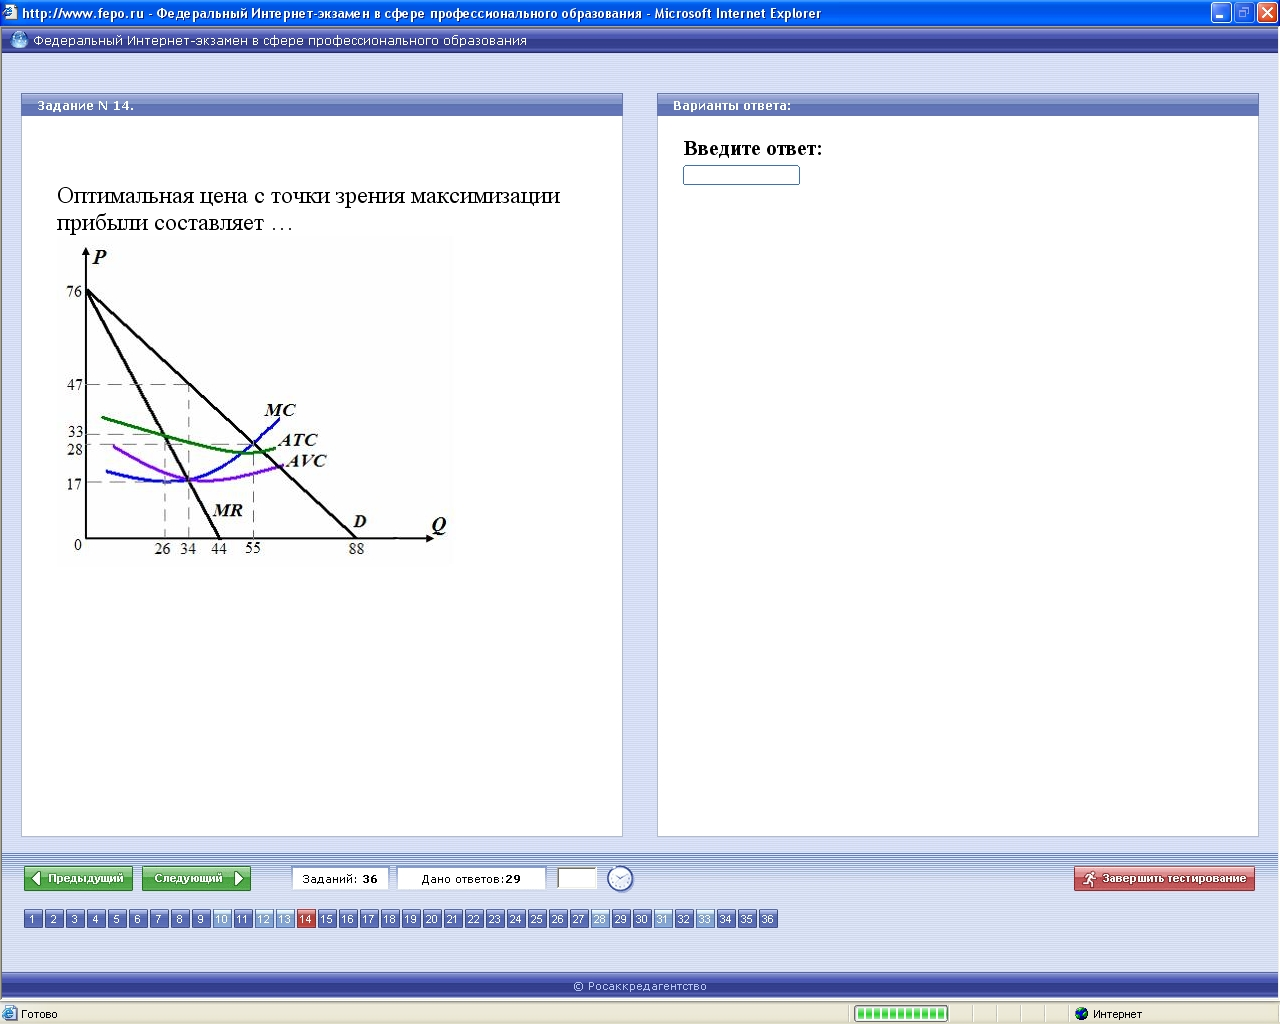 http://www.fepo.ru - Федеральный Интернет-экзамен в сфере профессионального образования - Microsoft Internet Explorer
Федеральный Интернет-экзамен в сфере профессионального образования
Задание N 14.
Варианты ответа:
Введите ответ:
Оптимальная цена с точки зрения максимизации
прибыли составляет …
P
76
47
MC
33
ATC
28
AVC
17
MR
D
Q
0
26 34 44 55 88
Предыдущий
Следующий
Заданий: 36
Дано ответов:29
Завершить тестирование
1 2 3 4 5 6 7 8 9 10 11 12 13 14 15 16 17 18 19 20 21 22 23 24 25 26 27 28 29 30 31 32 33 34 35 36
© Росаккредагентство
Готово
Интернет